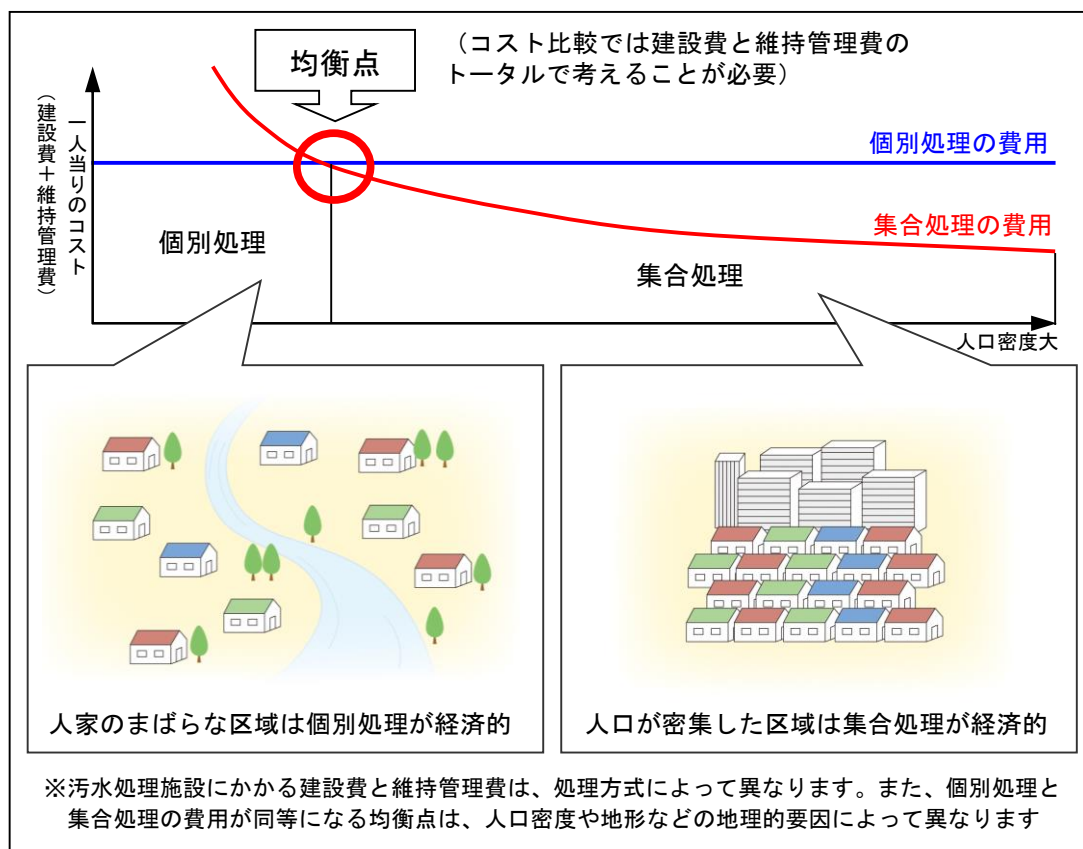 均衡点
（コスト比較では建設費と維持管理費の
トータルで考えることが必要）
一人当りのコスト
（建設費＋維持管理費）
個別処理の費用
集合処理の費用
個別処理
集合処理
人口密度大
人家のまばらな区域は個別処理が経済的
人口が密集した区域は集合処理が経済的
※汚水処理施設にかかる建設費と維持管理費は、処理方式によって異なります。また、個別処理と
集合処理の費用が同等になる均衡点は、人口密度や地形などの地理的要因によって異なります